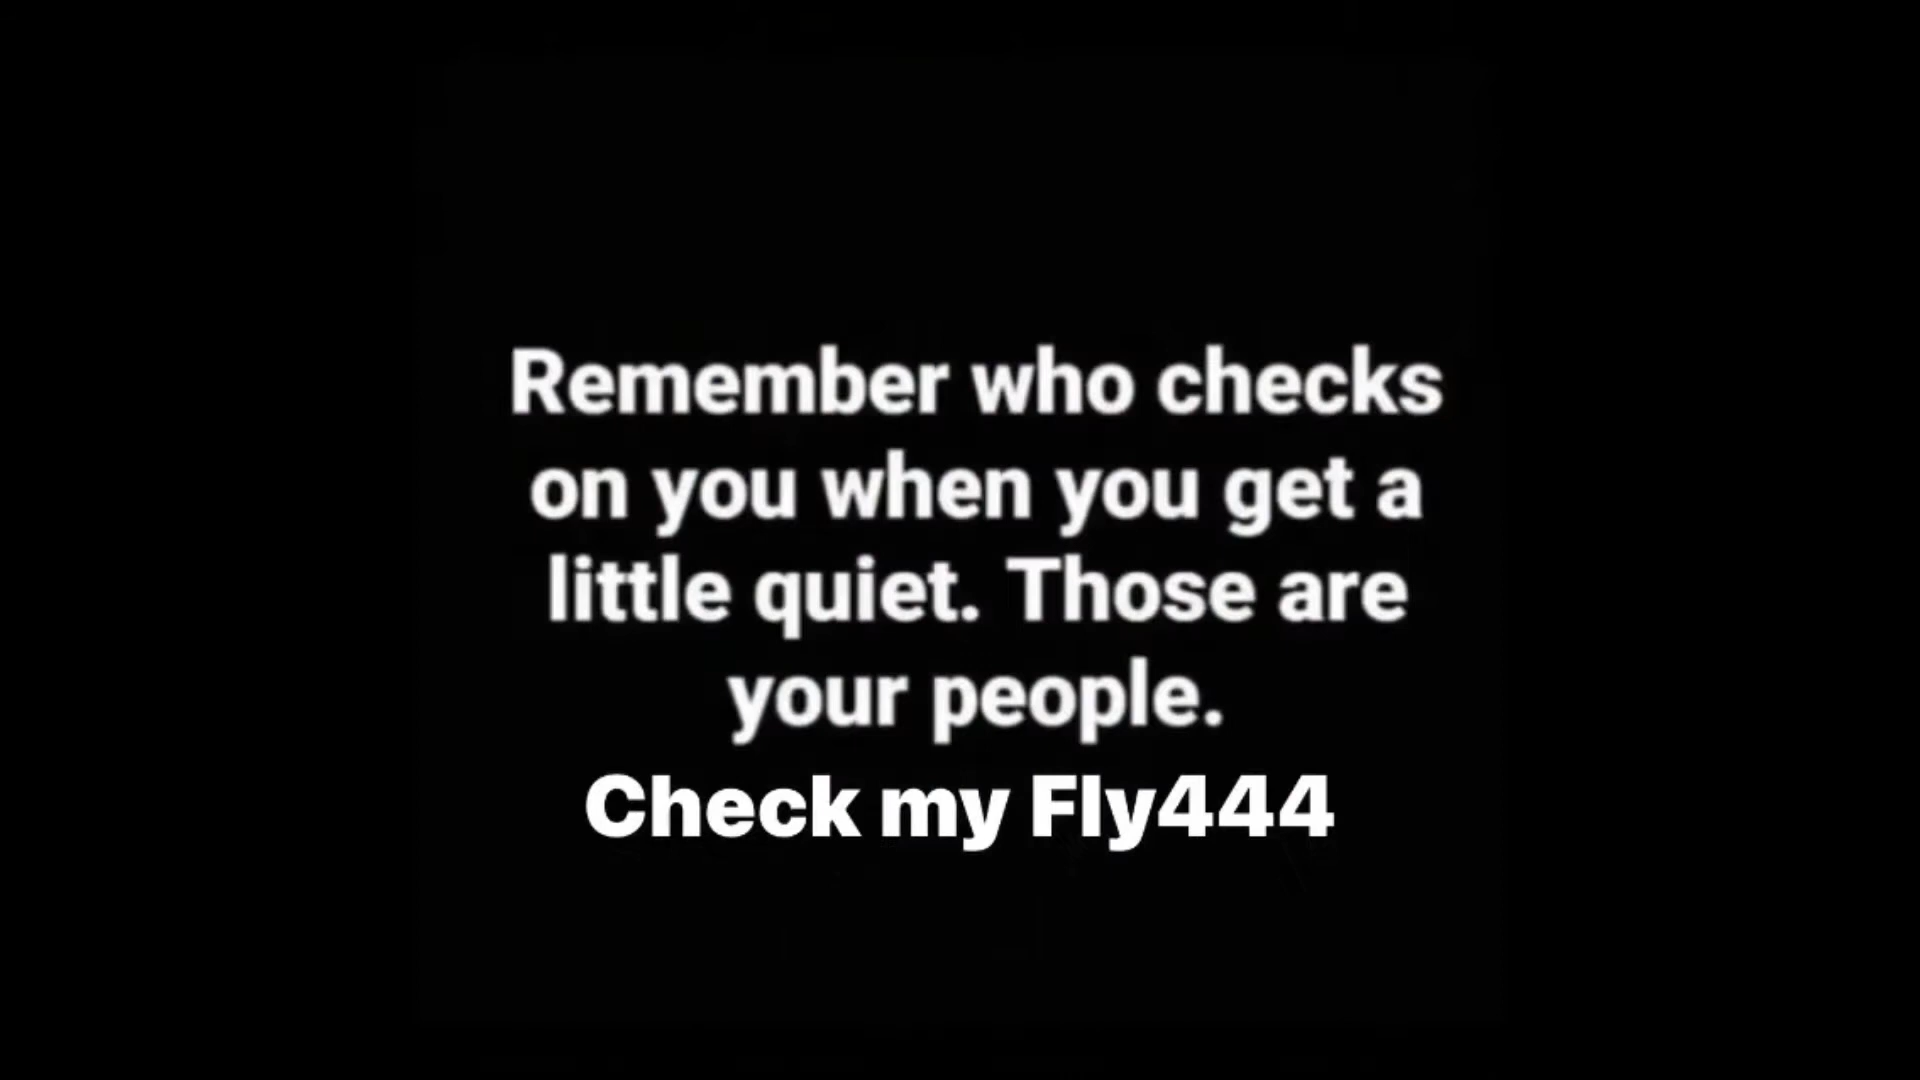 Remember who checks
on you when you get a
little quiet. Those are
your people.
Check my Fly444